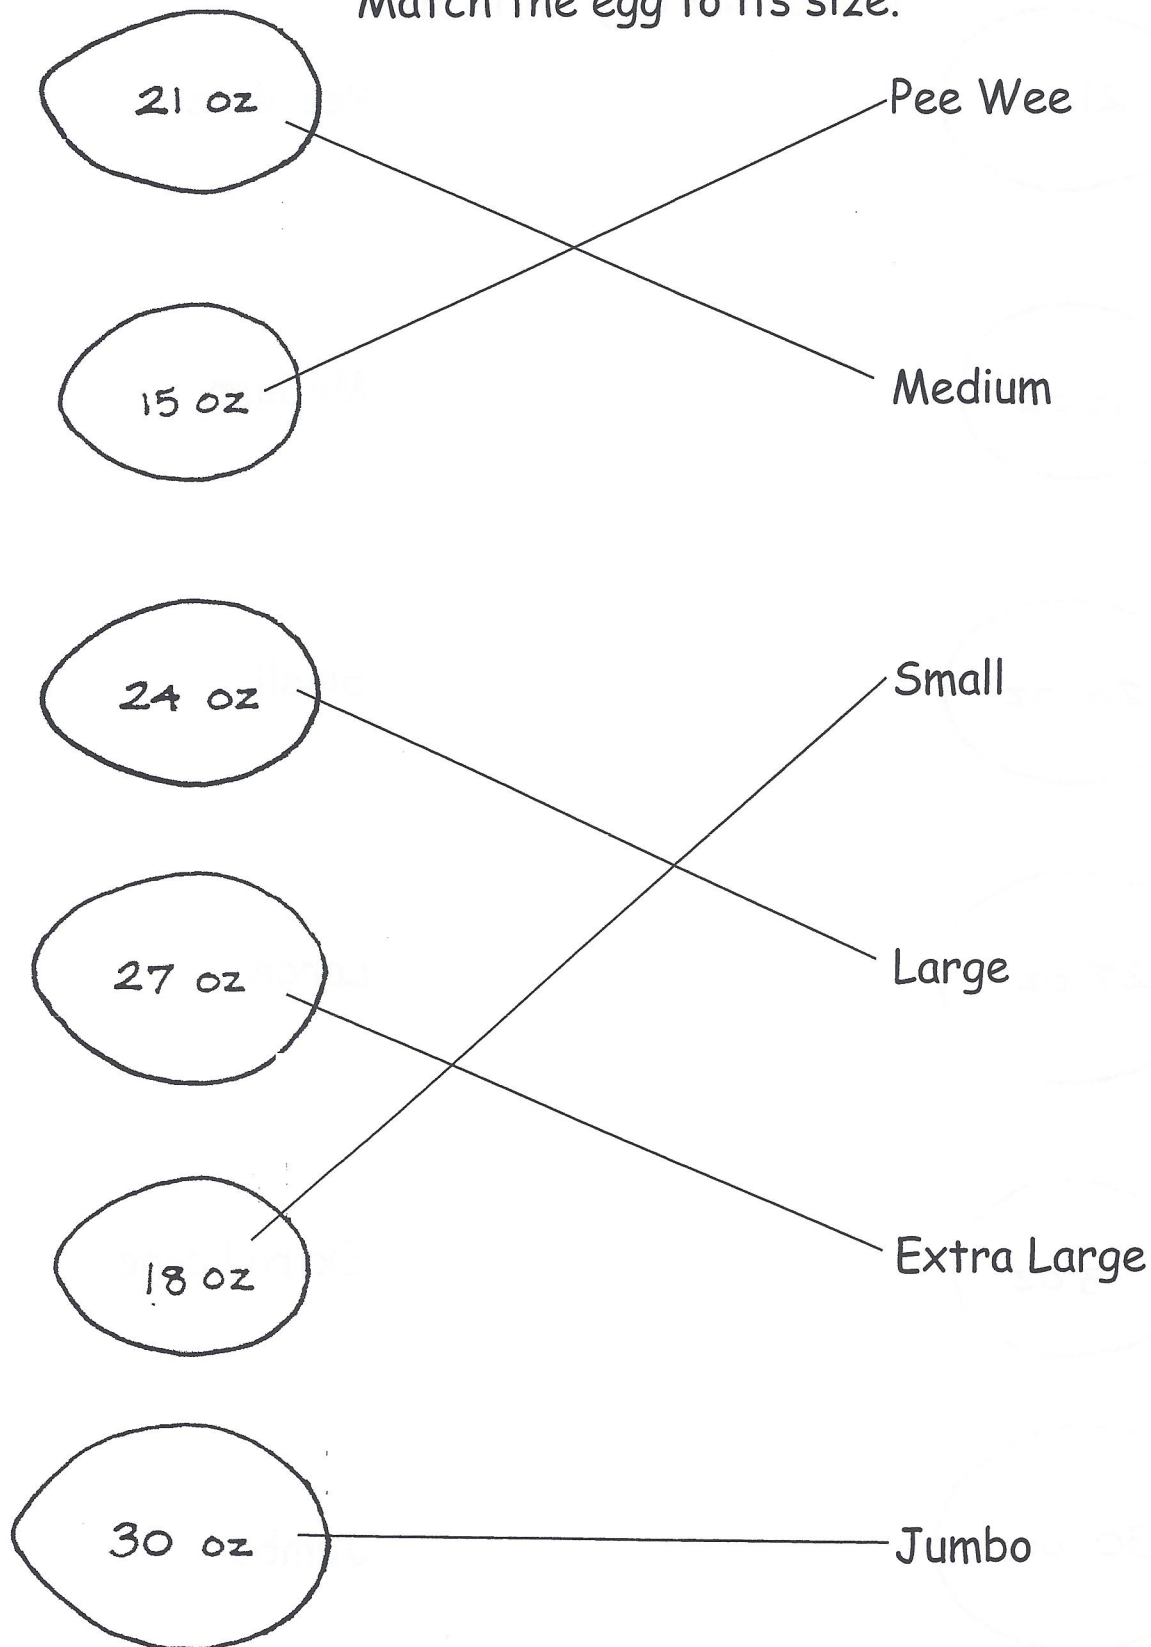 Match the egg to its size.
21 oz
Pee Wee
15 oz
Medium
24 oz
Small
27 oz
Large
18 oz
Extra Large
30 oz
Jumbo